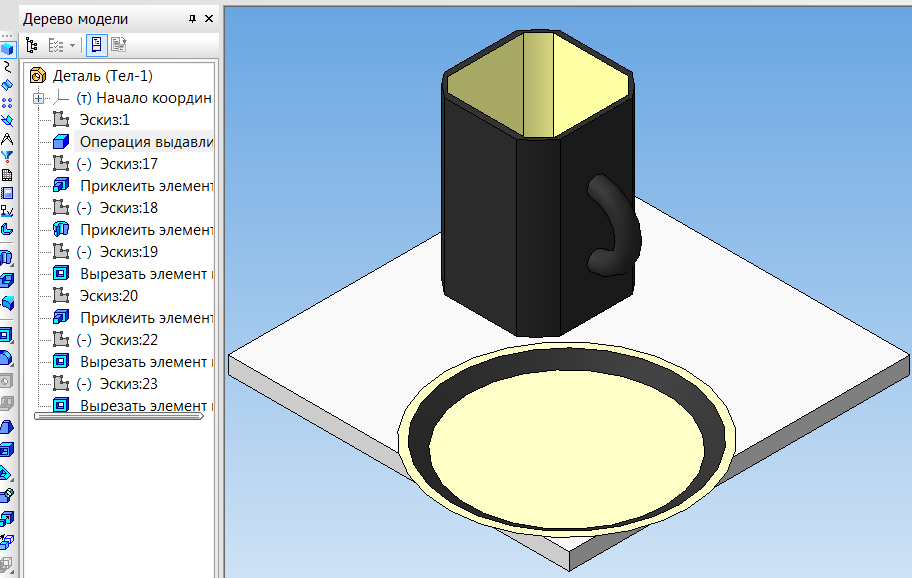 Дерево модели
Деталь (Тел-1)
(т) Начало координ
Эскиз:1
Операция выдавли
(-) Эскиз:17
Приклеить элемент
(-) Эскиз:18
Приклеить элемент
(-) Эскиз:19
Вырезать элемент
Эскиз:20
Приклеить элемент
(-) Эскиз:22
Вырезать элемент
(-) Эскиз:23
Вырезать элемент